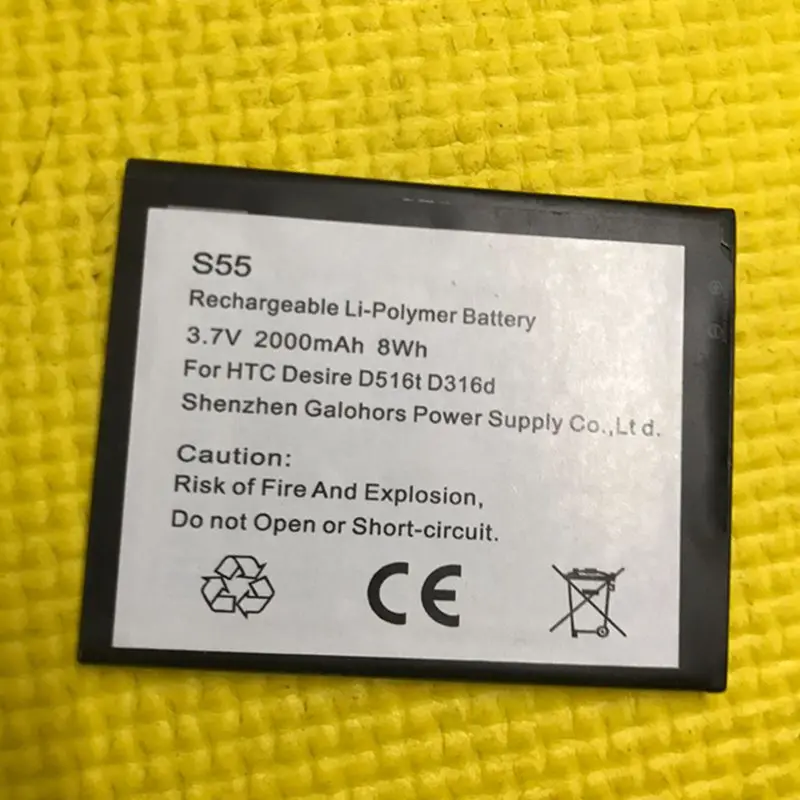 S55
Rechargeable Li-Polymer Battery
3.7V 2000mAh 8Wh
For HTC Desire D516t D316d
Shenzhen Galohors Power Supply Co.,Lt d.
Caution:
Risk of Fire And Explosion,
Do not Open or Short-circuit.
CE